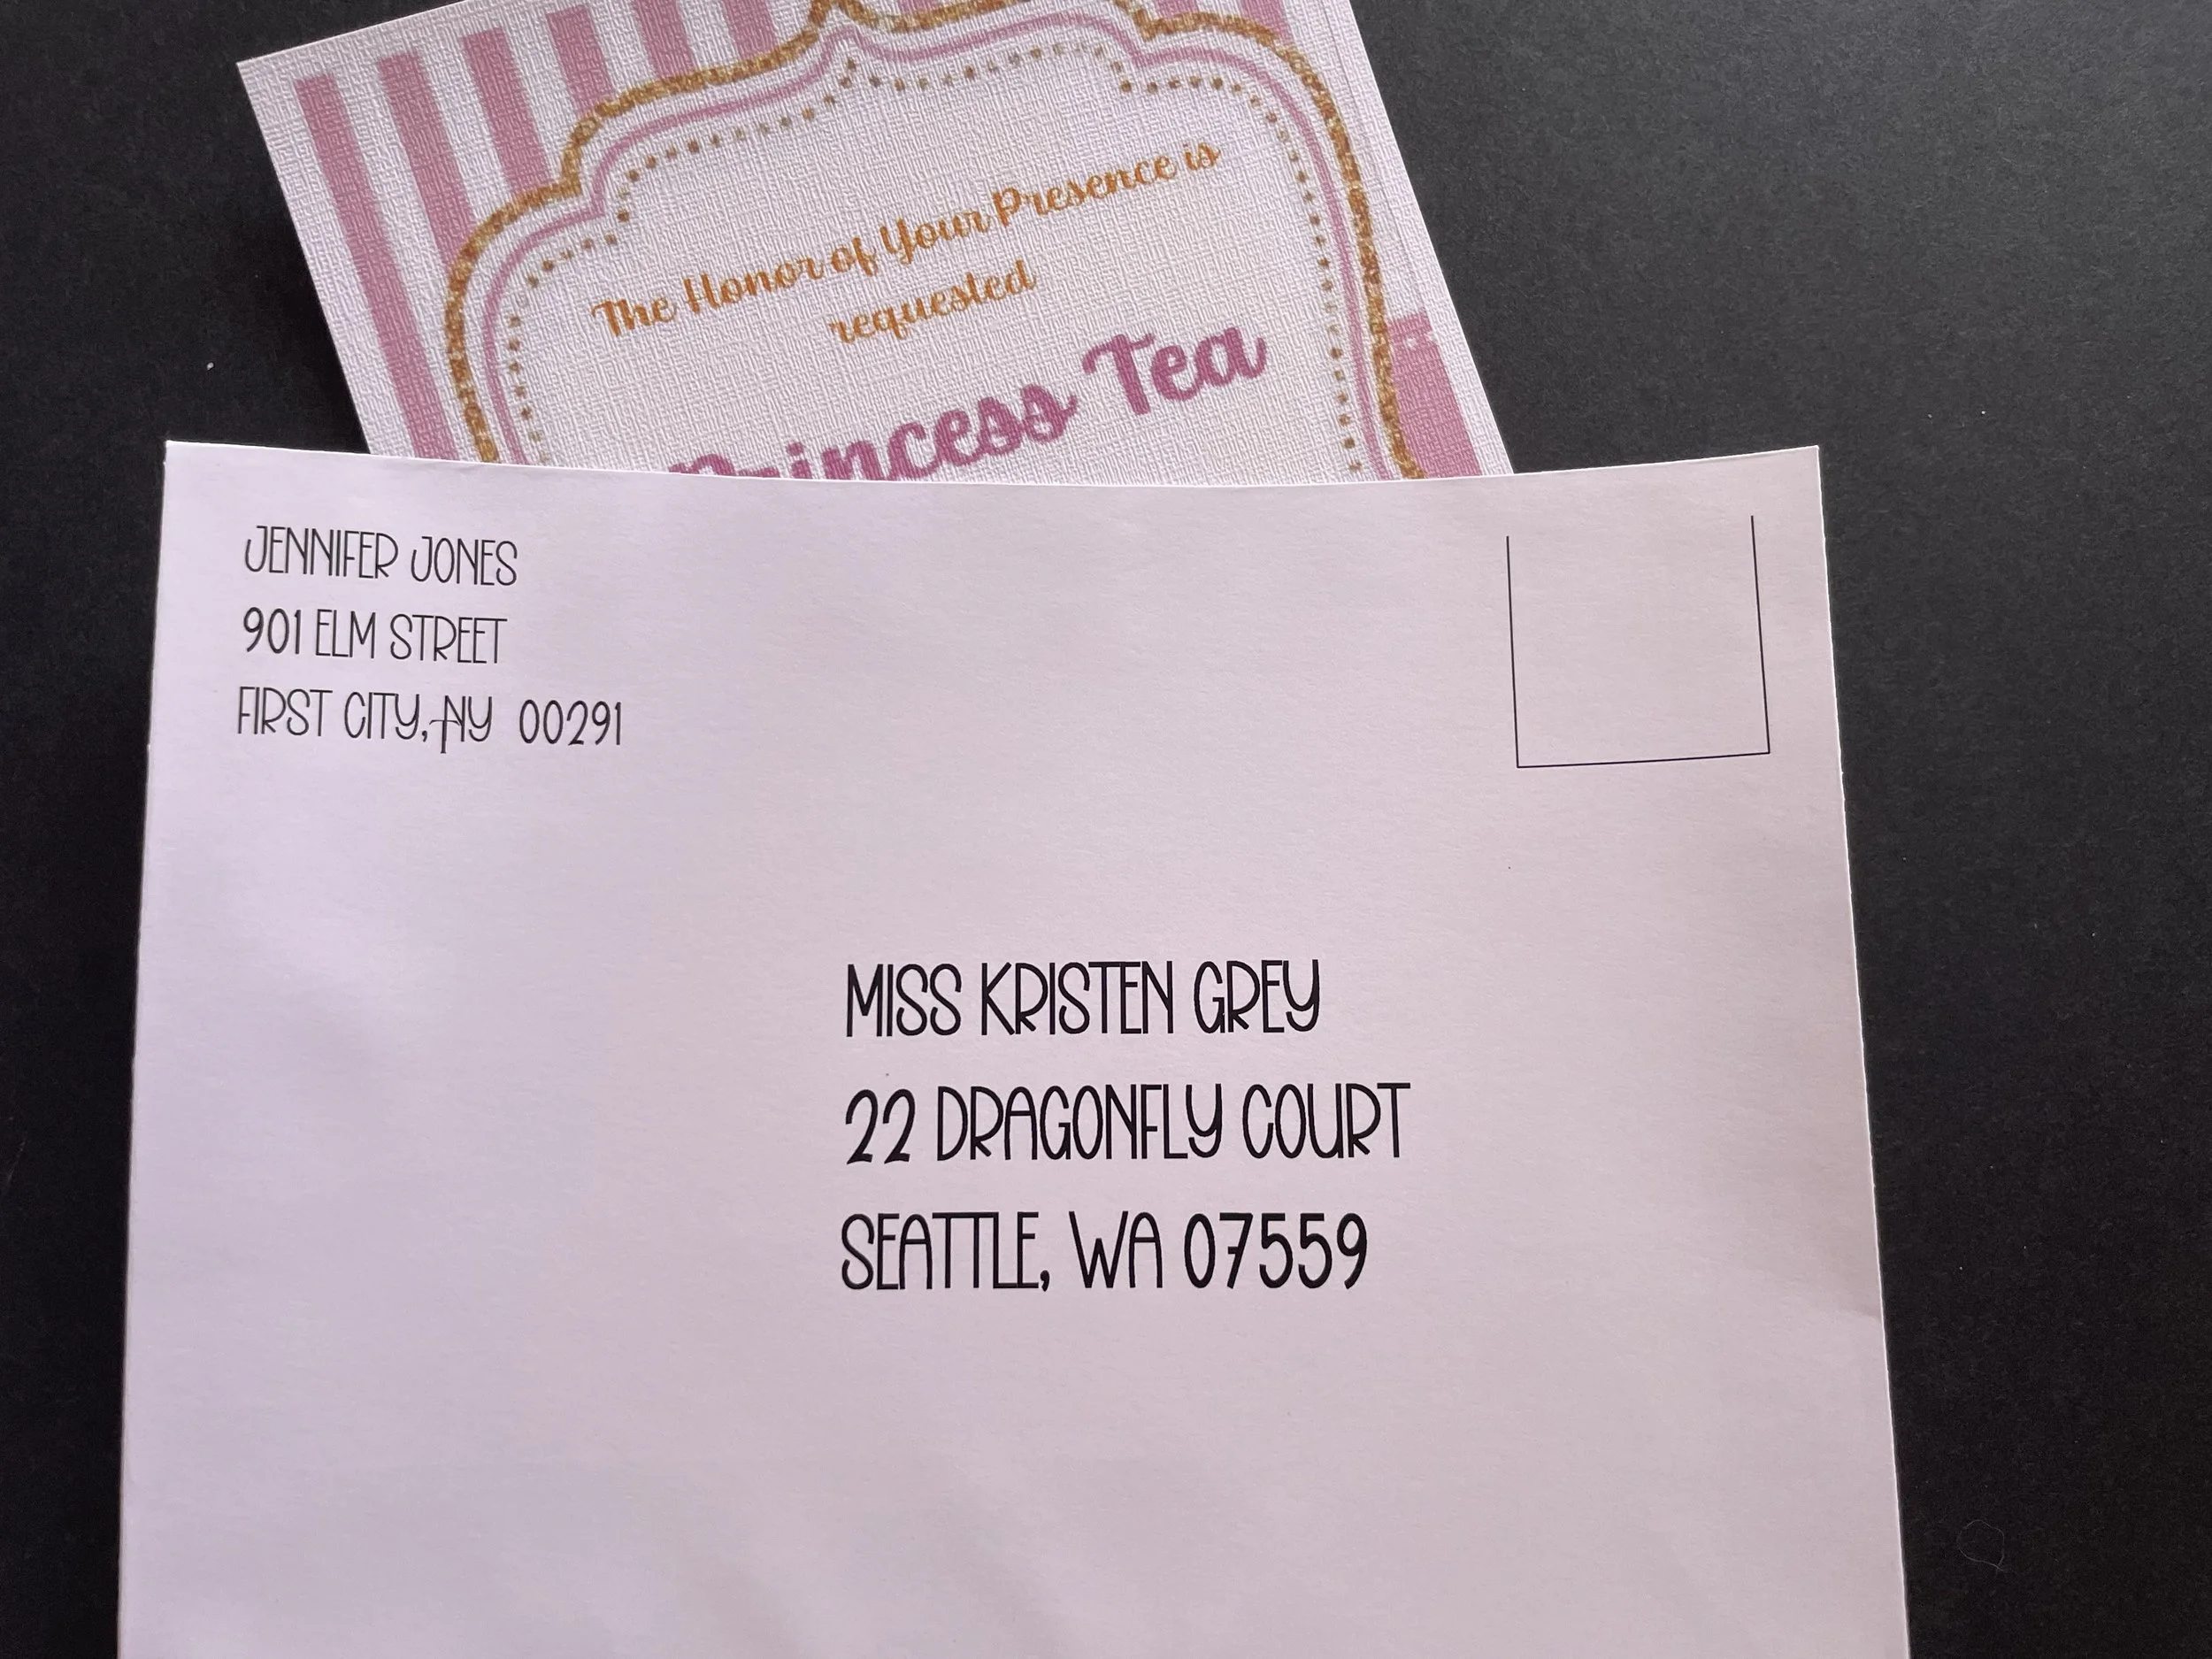 The Honor of Your Presence is
requested
Princess Tea
JENNIFER JONES
901 ELM STREET
FIRST CITY, NY 00291
MISS KRISTEN GREY
22 DRAGONFLY COURT
SEATTLE, WA 07559